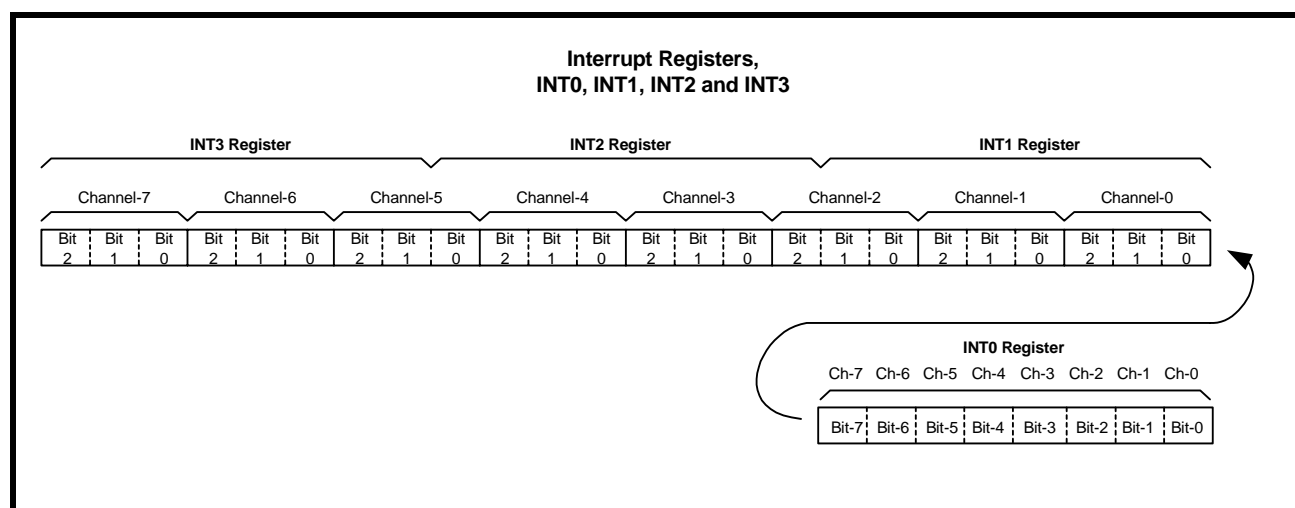 Interrupt Registers,
INT0, INT1, INT2 and INT3
INT3 Register INT2 Register INT1 Register
Channel-7 Channel-6 Channel-5 Channel-4 Channel-3 Channel-2 Channel-1 Channel-0
Bit Bit Bit Bit Bit Bit Bit Bit Bit Bit Bit Bit Bit Bit Bit Bit Bit Bit Bit Bit Bit Bit Bit Bit
2 1 0 2 1 0 2 1 0 2 1 0 2 1 0 2 1 0 2 1 0 2 1 0
INT0 Register
Ch-7 Ch-6 Ch-5 Ch-4 Ch-3 Ch-2 Ch-1 Ch-0
Bit-7 Bit-6 Bit-5 Bit-4 Bit-3 Bit-2 Bit-1 Bit-0